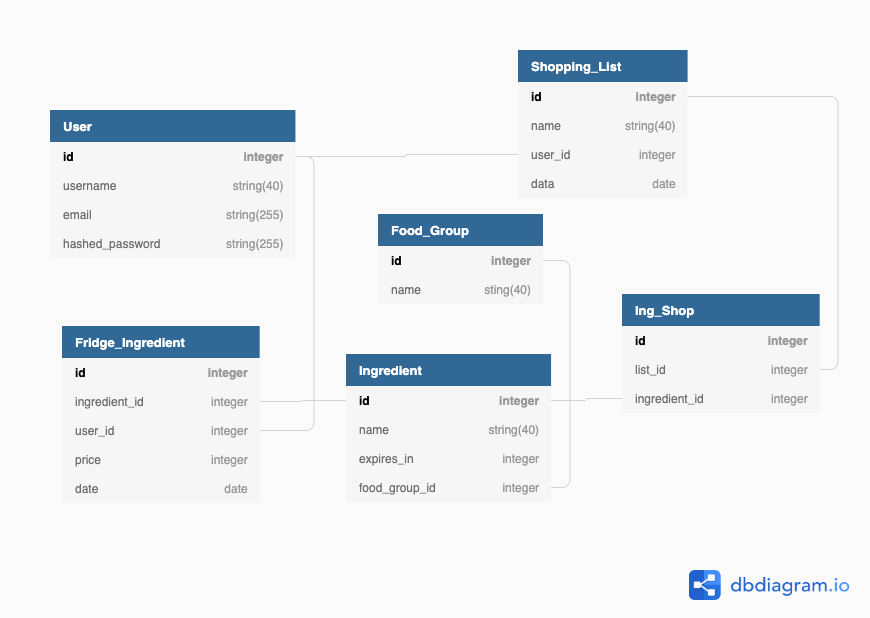 Shopping_List
id integer
name string(40)
user_id integer
data date
User
id integer
username string(40)
email string(255)
hashed_password string(255)
Food_Group
id integer
name sting(40)
Ing_Shop
id integer
list_id integer
ingredient_id integer
Fridge_Ingredient
id integer
ingredient_id integer
user_id integer
price integer
date date
Ingredient
id integer
name string(40)
expires_in integer
food_group_id integer
dbdiagram.io